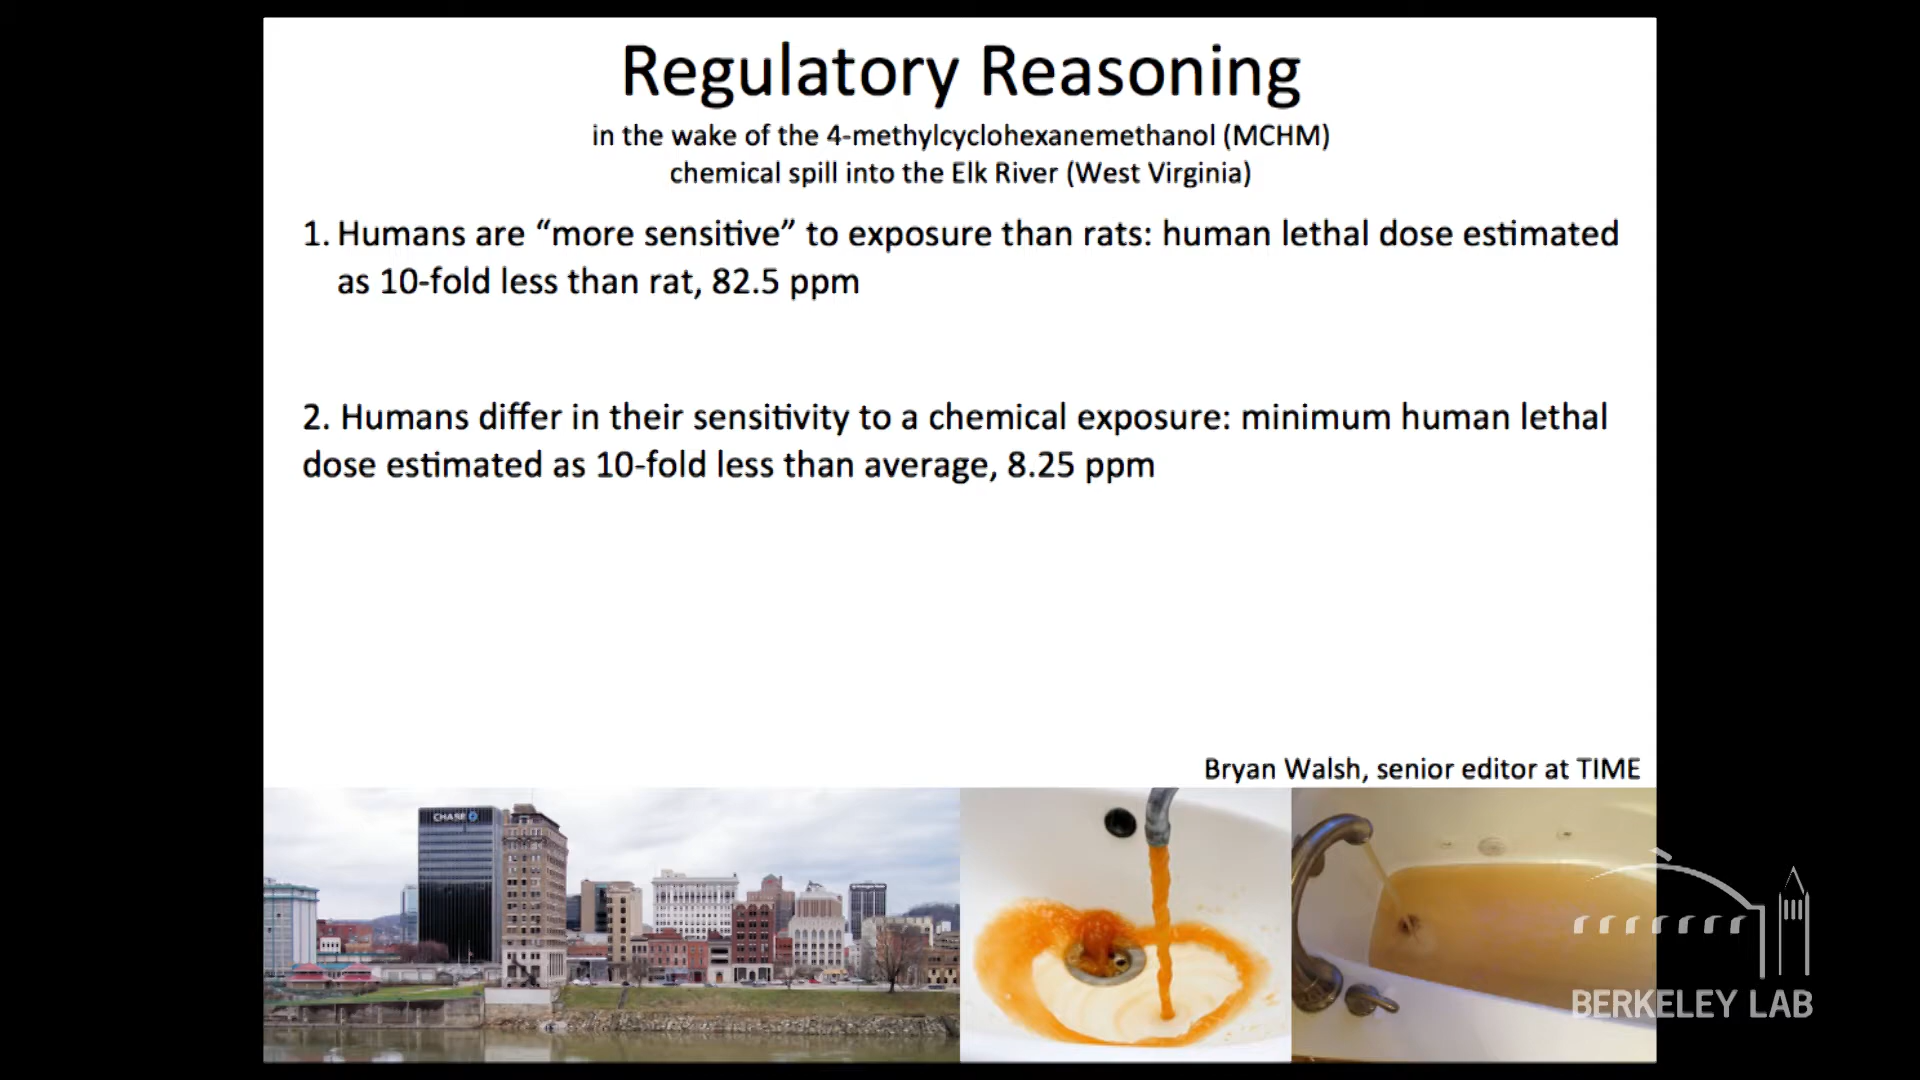 Regulatory Reasoning
in the wake of the 4-methylcyclohexanemethanol (MCHM)
chemical spill into the Elk River (West Virginia)
1. Humans are “more sensitive” to exposure than rats: human lethal dose estimated
as 10-fold less than rat, 82.5 ppm
2. Humans differ in their sensitivity to a chemical exposure: minimum human lethal
dose estimated as 10-fold less than average, 8.25 ppm
Bryan Walsh, senior editor at TIME
CHASE
BERKELEY LAB